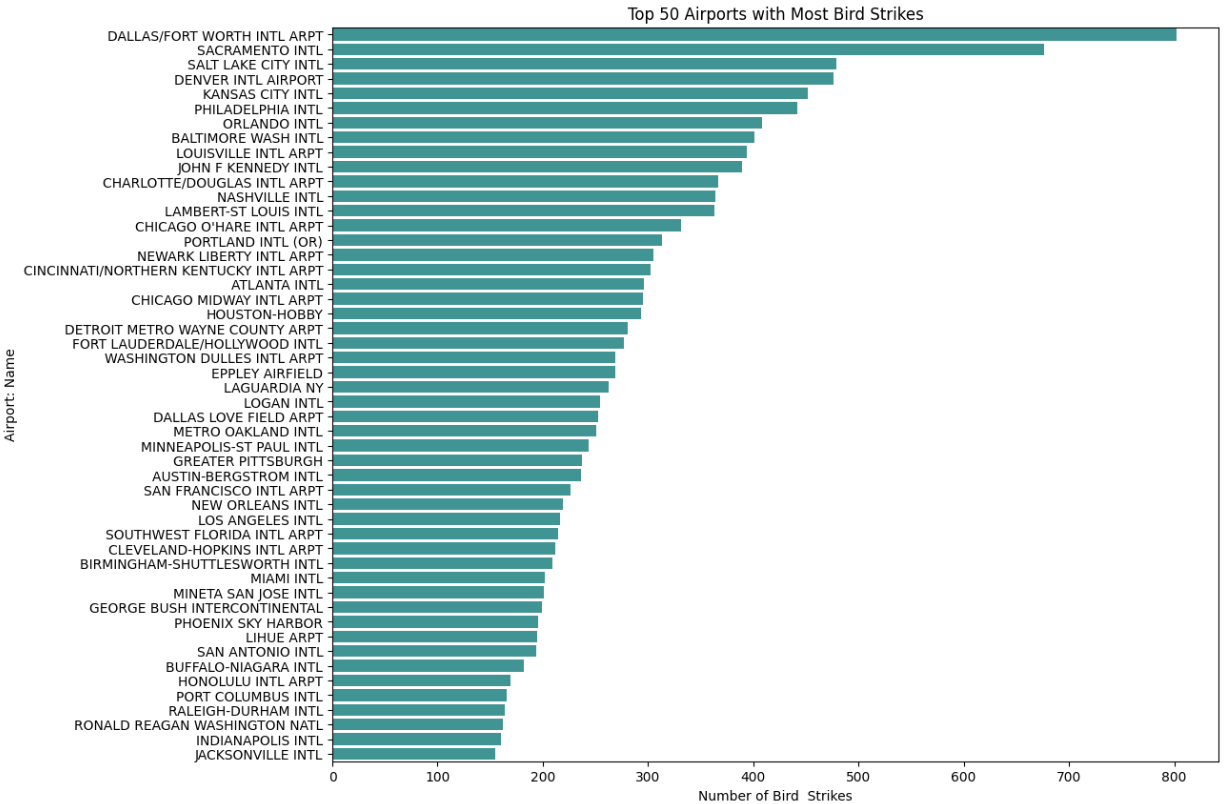 Top 50 Airports with Most Bird Strikes
Airport: Name
DALLAS/FORT WORTH INTL ARPT
SACRAMENTO INTL
SALT LAKE CITY INTL
DENVER INTL AIRPORT
KANSAS CITY INTL
PHILADELPHIA INTL
ORLANDO INTL
BALTIMORE WASH INTL
LOUISVILLE INTL ARPT
JOHN F KENNEDY INTL
CHARLOTTE/DOUGLAS INTL ARPT
NASHVILLE INTL
LAMBERT-ST LOUIS INTL
CHICAGO O'HARE INTL ARPT
PORTLAND INTL (OR)
NEWARK LIBERTY INTL ARPT
CINCINNATI/NORTHERN KENTUCKY INTL ARPT
ATLANTA INTL
CHICAGO MIDWAY INTL ARPT
HOUSTON-HOBBY
DETROIT METRO WAYNE COUNTY ARPT
FORT LAUDERDALE/HOLLYWOOD INTL
WASHINGTON DULLES INTL ARPT
EPPLEY AIRFIELD
LAGUARDIA NY
LOGAN INTL
DALLAS LOVE FIELD ARPT
METRO OAKLAND INTL
MINNEAPOLIS-ST PAUL INTL
GREATER PITTSBURGH
AUSTIN-BERGSTROM INTL
SAN FRANCISCO INTL ARPT
NEW ORLEANS INTL
LOS ANGELES INTL
SOUTHWEST FLORIDA INTL ARPT
CLEVELAND-HOPKINS INTL ARPT
BIRMINGHAM-SHUTTLESWORTH INTL
MIAMI INTL
MINETA SAN JOSE INTL
GEORGE BUSH INTERCONTINENTAL
PHOENIX SKY HARBOR
LIHUE ARPT
SAN ANTONIO INTL
BUFFALO-NIAGARA INTL
HONOLULU INTL ARPT
PORT COLUMBUS INTL
RALEIGH-DURHAM INTL
RONALD REAGAN WASHINGTON NATL
INDIANAPOLIS INTL
JACKSONVILLE INTL
0 100 200 300 400 500 600 700 800
Number of Bird  Strikes